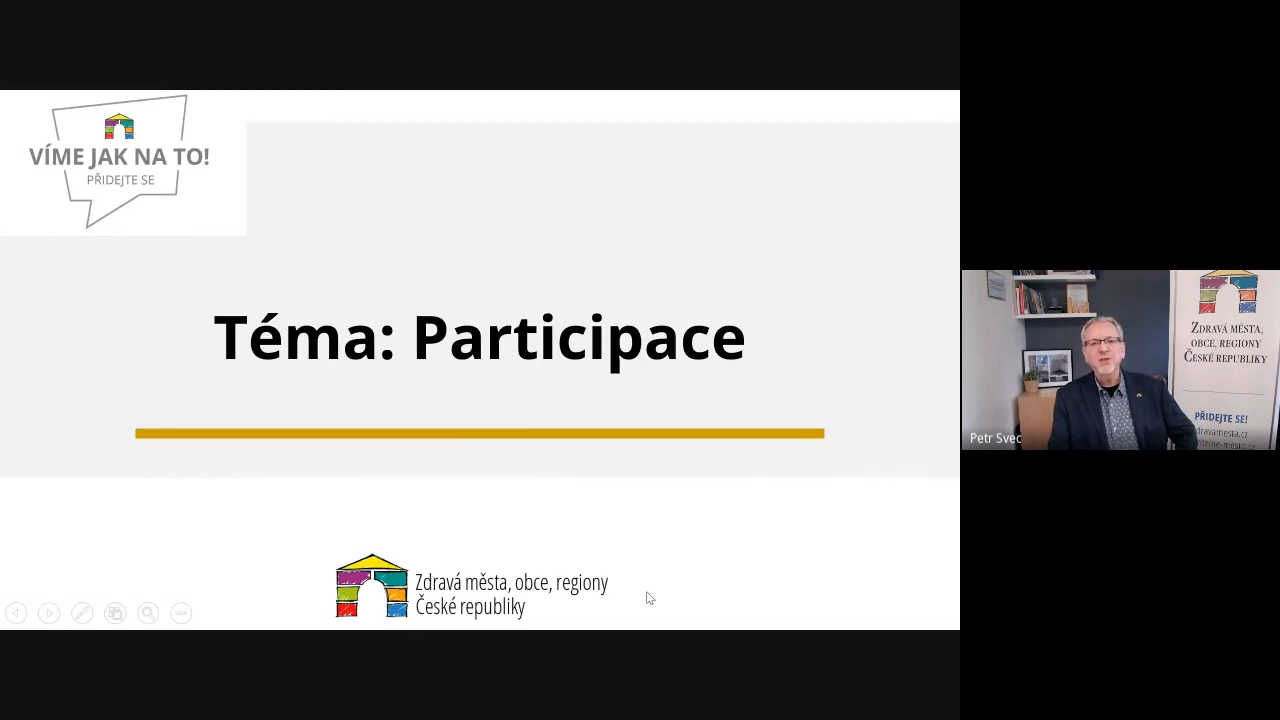 VÍME JAK NA TO!
PŘIDEJTE SE
Téma: Participace
Zdravá města, obce, regiony
České republiky
Petr Svec
ZDRAVÁ MĚSTA,
OBCE, REGIONY
ČESKÉ REPUBLIKY
PŘIDEJTE SE!